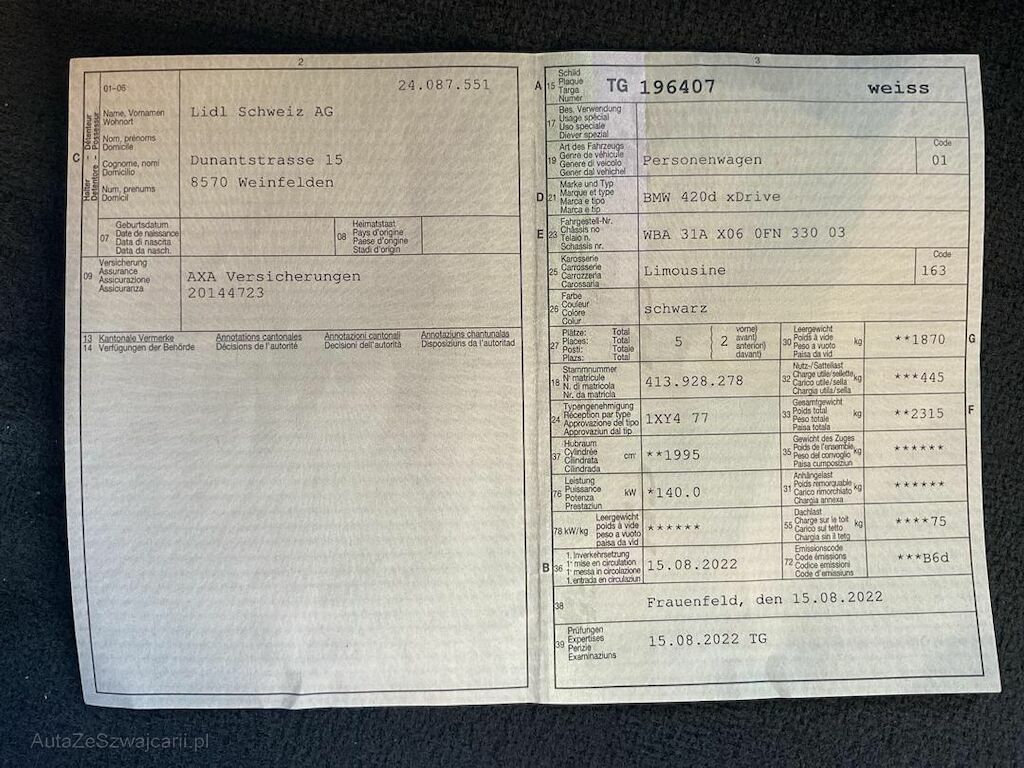 2
01-06
24.087.551
C
Halter - Détenteur
Detentore - Possessur
Name, Vornamen
Wohnort
Nom, prénoms
Domicile
Cognome, nomi
Domicilio
Num, prenums
Domicil
Lidl Schweiz AG
Dunantstrasse 15
8570 Weinfelden
07
Geburtsdatum
Date de naissance
Data di nascita
Data da nasch.
08
Heimatstaat
Pays d'origine
Paese d'origine
Stadi d'origin
09
Versicherung
Assurance
Assicurazione
Assicuranza
AXA Versicherungen
20144723
13 Kantonale Vermerke
14 Verfügungen der Behörde
Annotations cantonales
Décisions de l'autorité
Annotazioni cantonali
Decisioni dell'autorità
Annotaziuns chantunalas
Disposiziuns da l'autoritad
3
A
15
Schild
Plaque
Targa
Numer
TG 196407
weiss
17
Bes. Verwendung
Usage spécial
Uso speciale
Diever spezial
19
Art des Fahrzeugs
Genre de véhicule
Genere di veicolo
Gener dal vehichel
Personenwagen
Code
01
D
21
Marke und Typ
Marque et type
Marca e tipo
Marca e tip
BMW 420d xDrive
E
23
Fahrgestell-Nr.
Châssis no
Telaio n.
Schassis nr.
WBA 31A X06 0FN 330 03
25
Karosserie
Carrosserie
Carrozzeria
Carossaria
Limousine
Code
163
26
Farbe
Couleur
Colore
Colur
schwarz
27
Plätze: Total
Places: Total
Posti: Totale
Plazs: Total
5
2
vorne)
avant)
anteriori)
davant)
30
Leergewicht
Poids à vide
Peso a vuoto
Paisa da vid
kg
**1870
G
18
Stammnummer
N° matricule
N. di matricola
Nr. da matricla
413.928.278
32
Nutz-/Sattellast
Charge utile/sellette
Carico utile/sella
Chargia utila/sella
kg
***445
24
Typengenehmigung
Réception par type
Approvazione del tipo
Approvaziun dal tip
1XY4 77
33
Gesamtgewicht
Poids total
Peso totale
Paisa totala
kg
**2315
F
37
Hubraum
Cylindrée
Cilindrata
Cilindrada
cm³
**1995
35
Gewicht des Zuges
Poids de l'ensemble
Peso del convoglio
Paisa cumposiziun
kg
******
76
Leistung
Puissance
Potenza
Prestaziun
kW
*140.0
31
Anhängelast
Poids remorquable
Carico rimorchiato
Chargia annexa
kg
******
78 kW/kg
Leergewicht
poids à vide
peso a vuoto
paisa da vid
******
55
Dachlast
Charge sur le toit
Carico sul tetto
Chargia sin il tetg
kg
****75
B
36
1. Inverkehrsetzung
1re mise en circulation
1a messa in circolazione
1. entrada en circulaziun
15.08.2022
72
Emissionscode
Code émissions
Codice emissioni
Code d'emissiuns
***B6d
38
Frauenfeld, den 15.08.2022
39
Prüfungen
Expertises
Perizie
Examinaziuns
15.08.2022 TG
AutaZeSzwajcarii.pl